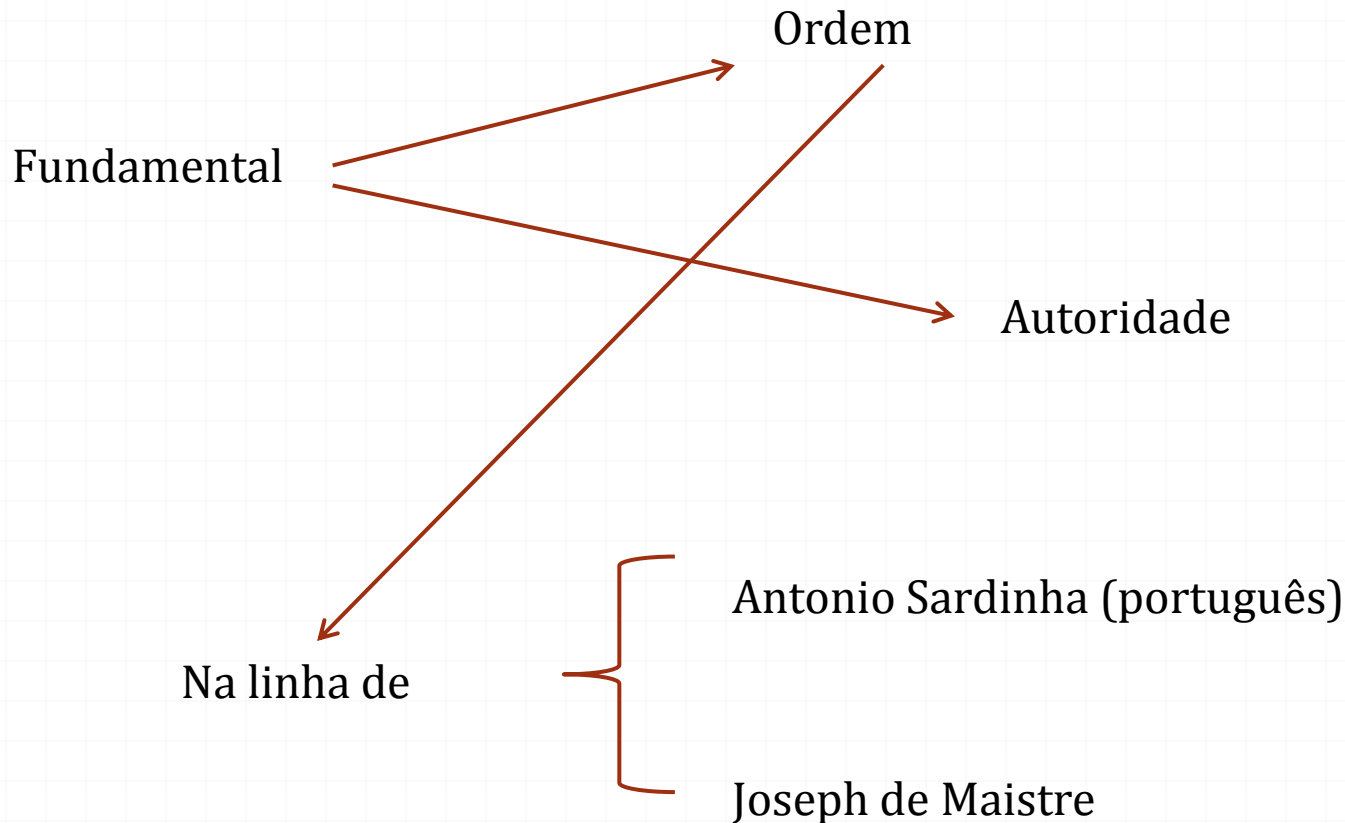 Ordem
Fundamental
Autoridade
Antonio Sardinha (português)
Na linha de
Joseph de Maistre